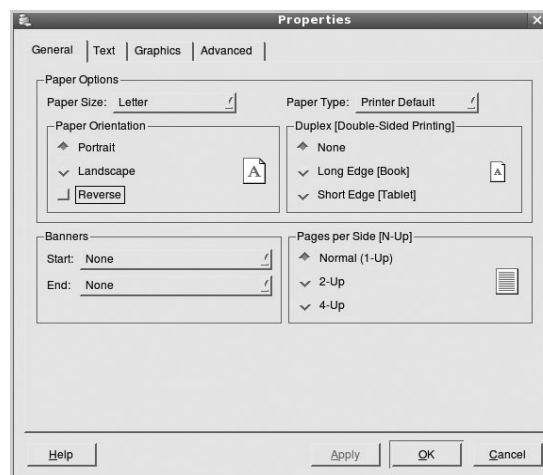 Properties
General Text Graphics Advanced
Paper Options
Paper Size: Letter
Paper Type: Printer Default
Paper Orientation
Portrait
Landscape
Reverse
A
Duplex [Double-Sided Printing]
None
Long Edge [Book]
Short Edge [Tablet]
A
Banners
Start: None
End: None
Pages per Side [N-Up]
Normal (1-Up)
2-Up
4-Up
Help Apply OK Cancel